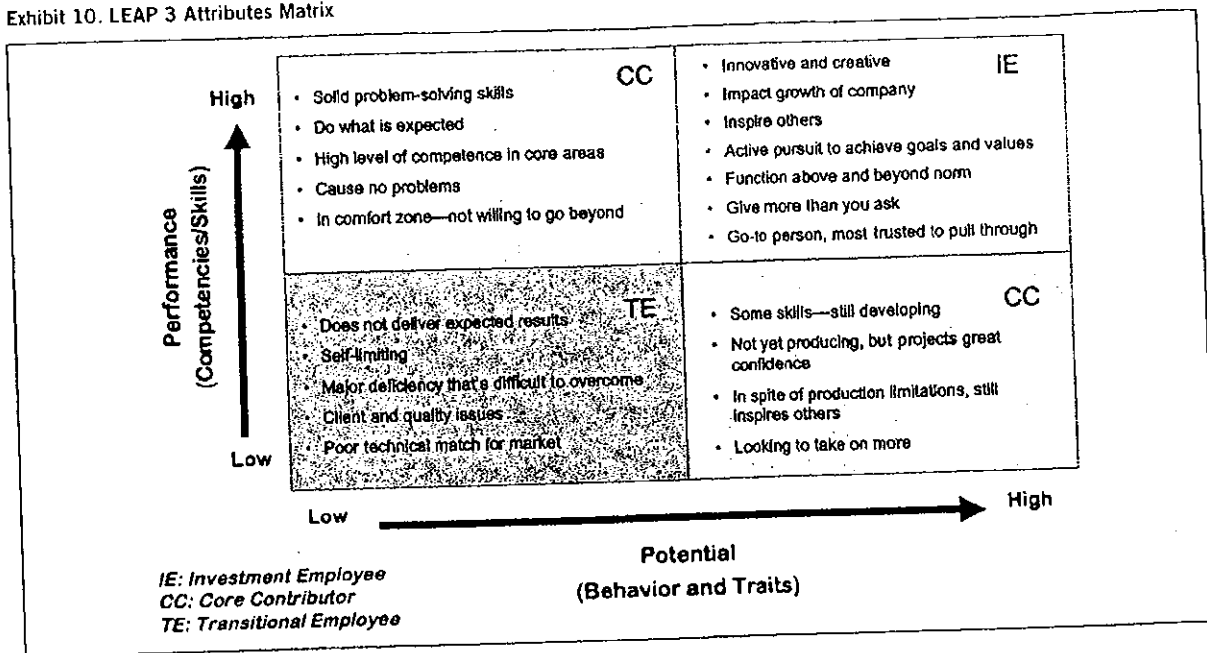 Exhibit 10. LEAP 3 Attributes Matrix
High
Performance
(Competencies/Skills)
Low
CC
• Solid problem-solving skills
• Do what is expected
• High level of competence in core areas
• Cause no problems
• In comfort zone—not willing to go beyond
IE
• Innovative and creative
• Impact growth of company
• Inspire others
• Active pursuit to achieve goals and values
• Function above and beyond norm
• Give more than you ask
• Go-to person, most trusted to pull through
TE
• Does not deliver expected results
• Self-limiting
• Major deficiency that's difficult to overcome
• Client and quality issues
• Poor technical match for market
CC
• Some skills—still developing
• Not yet producing, but projects great
confidence
• In spite of production limitations, still
inspires others
• Looking to take on more
Low
High
Potential
(Behavior and Traits)
IE: Investment Employee
CC: Core Contributor
TE: Transitional Employee